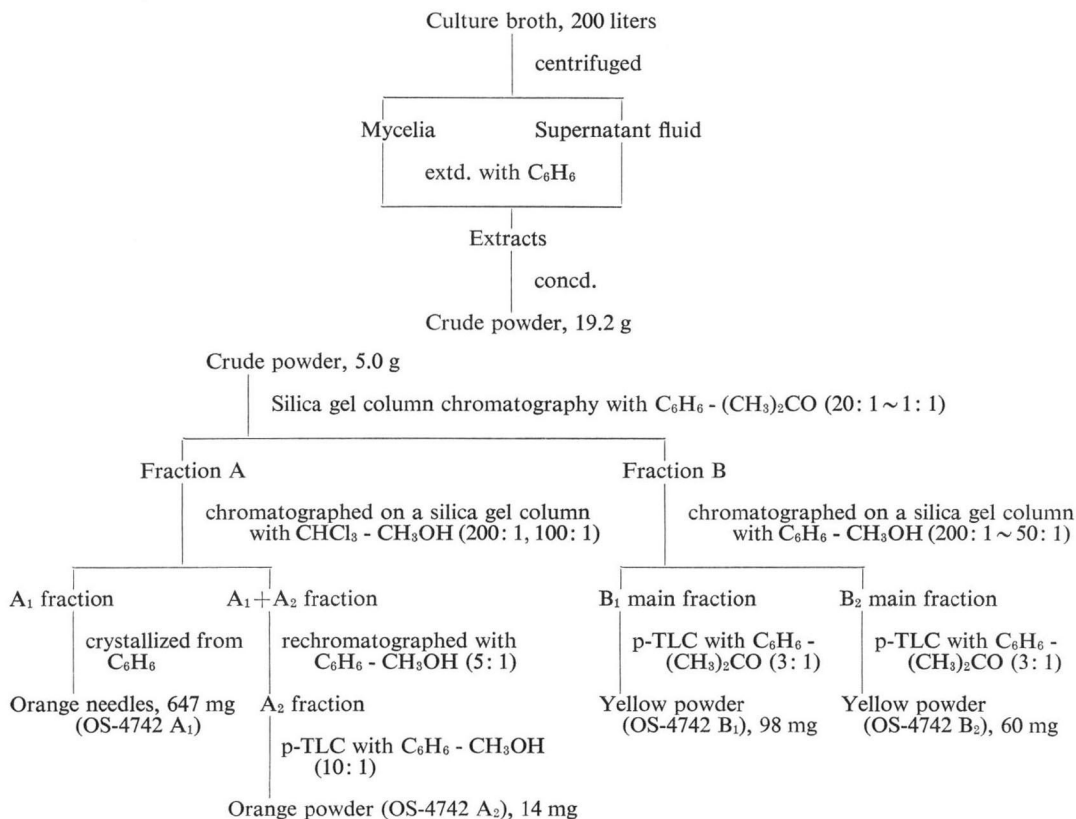 Culture broth, 200 liters
centrifuged
Mycelia
Supernatant fluid
extd. with C₆H₆
Extracts
concd.
Crude powder, 19.2 g
Crude powder, 5.0 g
Silica gel column chromatography with C₆H₆ - (CH₃)₂CO (20: 1 ~ 1: 1)
Fraction A
Fraction B
chromatographed on a silica gel column
with CHCl₃ - CH₃OH (200: 1, 100: 1)
chromatographed on a silica gel column
with C₆H₆ - CH₃OH (200: 1 ~ 50: 1)
A₁ fraction
A₁+A₂ fraction
B₁ main fraction
B₂ main fraction
crystallized from
C₆H₆
rechromatographed with
C₆H₆ - CH₃OH (5: 1)
p-TLC with C₆H₆ -
(CH₃)₂CO (3: 1)
p-TLC with C₆H₆ -
(CH₃)₂CO (3: 1)
Orange needles, 647 mg
(OS-4742 A₁)
A₂ fraction
Yellow powder
(OS-4742 B₁), 98 mg
Yellow powder
(OS-4742 B₂), 60 mg
p-TLC with C₆H₆ - CH₃OH
(10: 1)
Orange powder (OS-4742 A₂), 14 mg